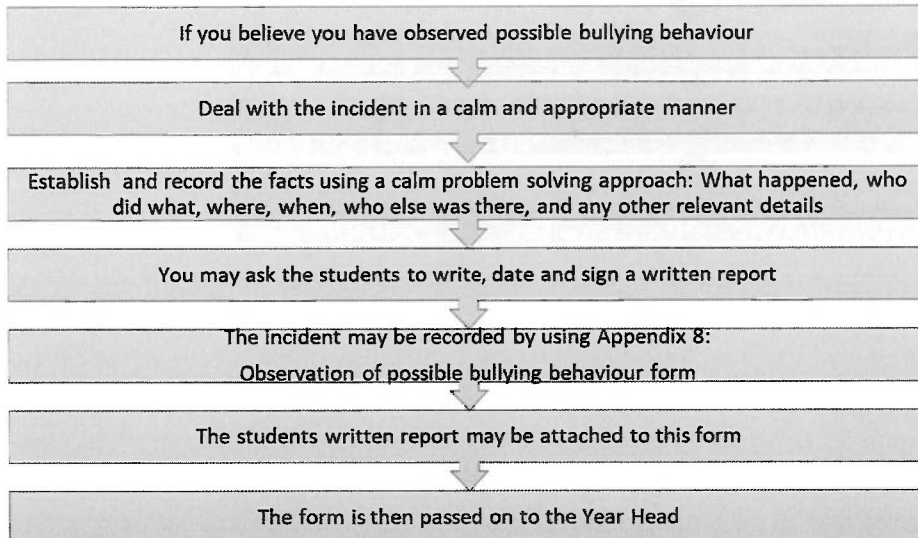 If you believe you have observed possible bullying behaviour
Deal with the incident in a calm and appropriate manner
Establish and record the facts using a calm problem solving approach: What happened, who
did what, where, when, who else was there, and any other relevant details
You may ask the students to write, date and sign a written report
The incident may be recorded by using Appendix 8:
Observation of possible bullying behaviour form
The students written report may be attached to this form
The form is then passed on to the Year Head